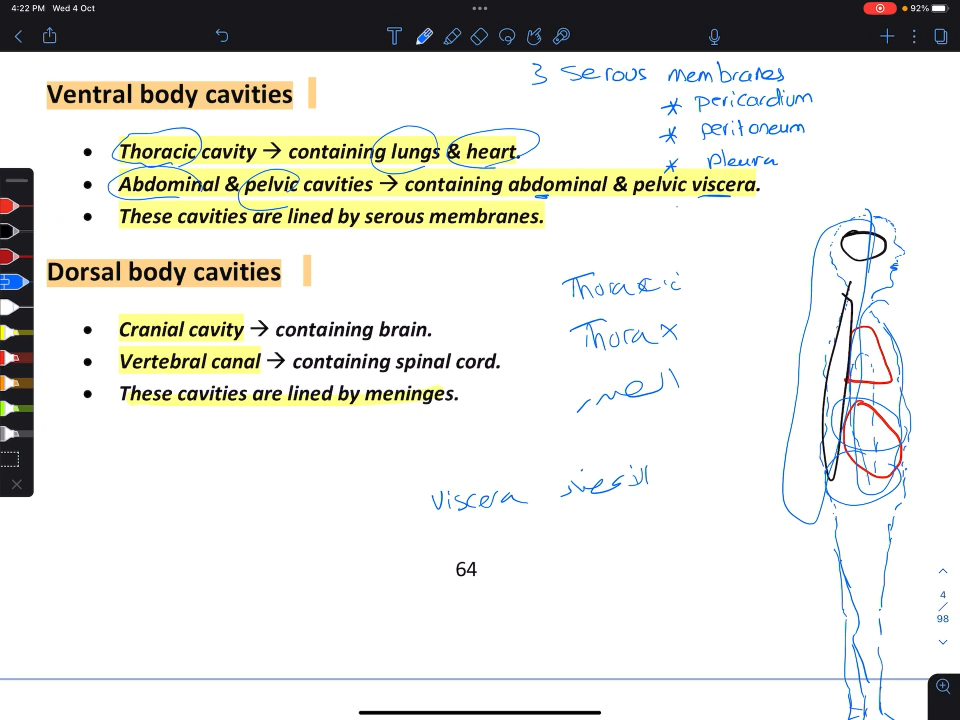 4:22 PM Wed 4 Oct
92%
3 serous membranes
* pericardium
* peritoneum
* pleura
Ventral body cavities
• Thoracic cavity → containing lungs & heart.
• Abdominal & pelvic cavities → containing abdominal & pelvic viscera.
• These cavities are lined by serous membranes.
Dorsal body cavities
• Cranial cavity → containing brain.
• Vertebral canal → containing spinal cord.
• These cavities are lined by meninges.
Thoracic
Thorax
الصدر
viscera الأعضاء
64
4
/
98